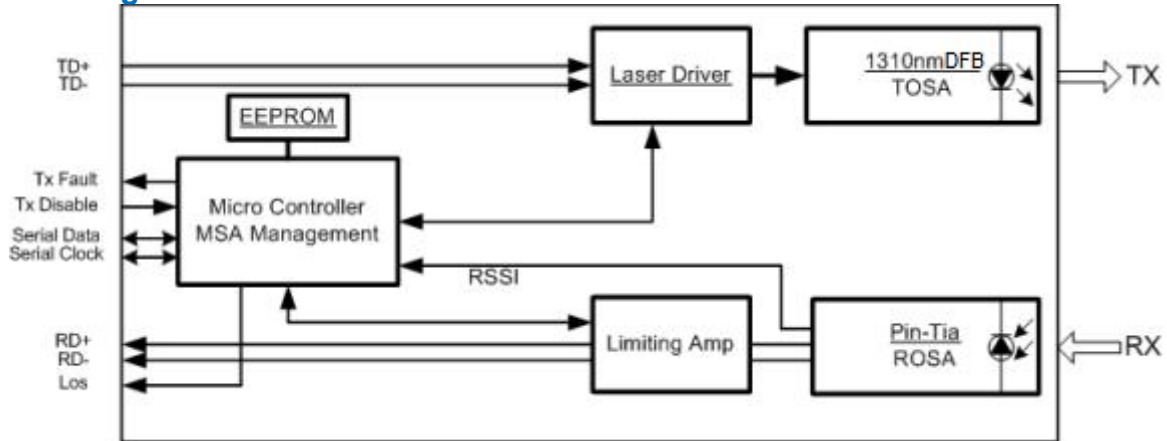 TD+
TD-
Laser Driver
1310nmDFB
TOSA
TX
EEPROM
Tx Fault
Tx Disable
Serial Data
Serial Clock
Micro Controller
MSA Management
RSSI
RD+
RD-
Los
Limiting Amp
Pin-Tia
ROSA
RX